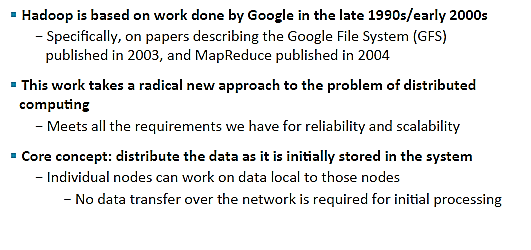 ▪ Hadoop is based on work done by Google in the late 1990s/early 2000s
– Specifically, on papers describing the Google File System (GFS)
published in 2003, and MapReduce published in 2004
▪ This work takes a radical new approach to the problem of distributed
computing
– Meets all the requirements we have for reliability and scalability
▪ Core concept: distribute the data as it is initially stored in the system
– Individual nodes can work on data local to those nodes
– No data transfer over the network is required for initial processing